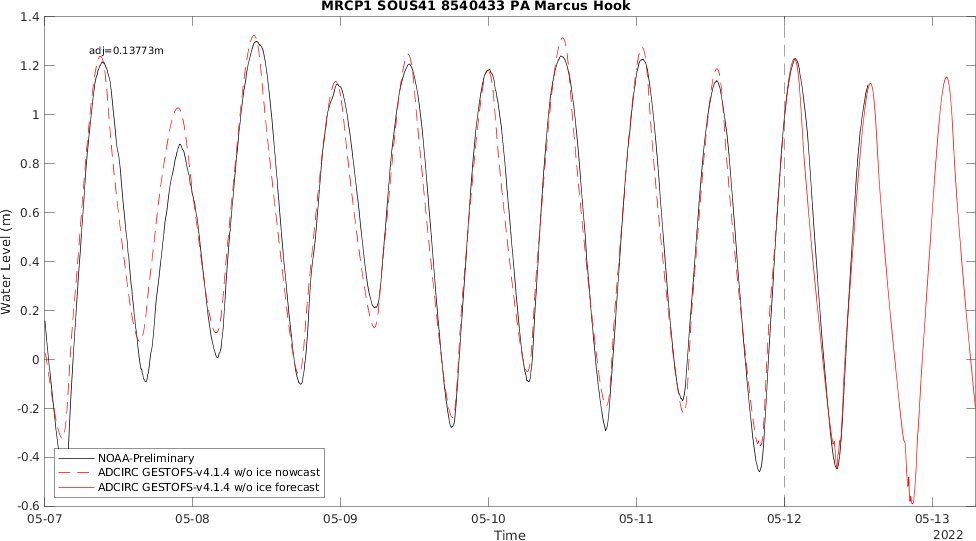 MRCP1 SOUS41 8540433 PA Marcus Hook
1.4
adj=0.13773m
1.2
1
0.8
0.6
0.4
0.2
0
-0.2
-0.4
-0.6
Water Level (m)
NOAA-Preliminary
ADCIRC GESTOFS-v4.1.4 w/o ice nowcast
ADCIRC GESTOFS-v4.1.4 w/o ice forecast
05-07 05-08 05-09 05-10 05-11 05-12 05-13
Time
2022